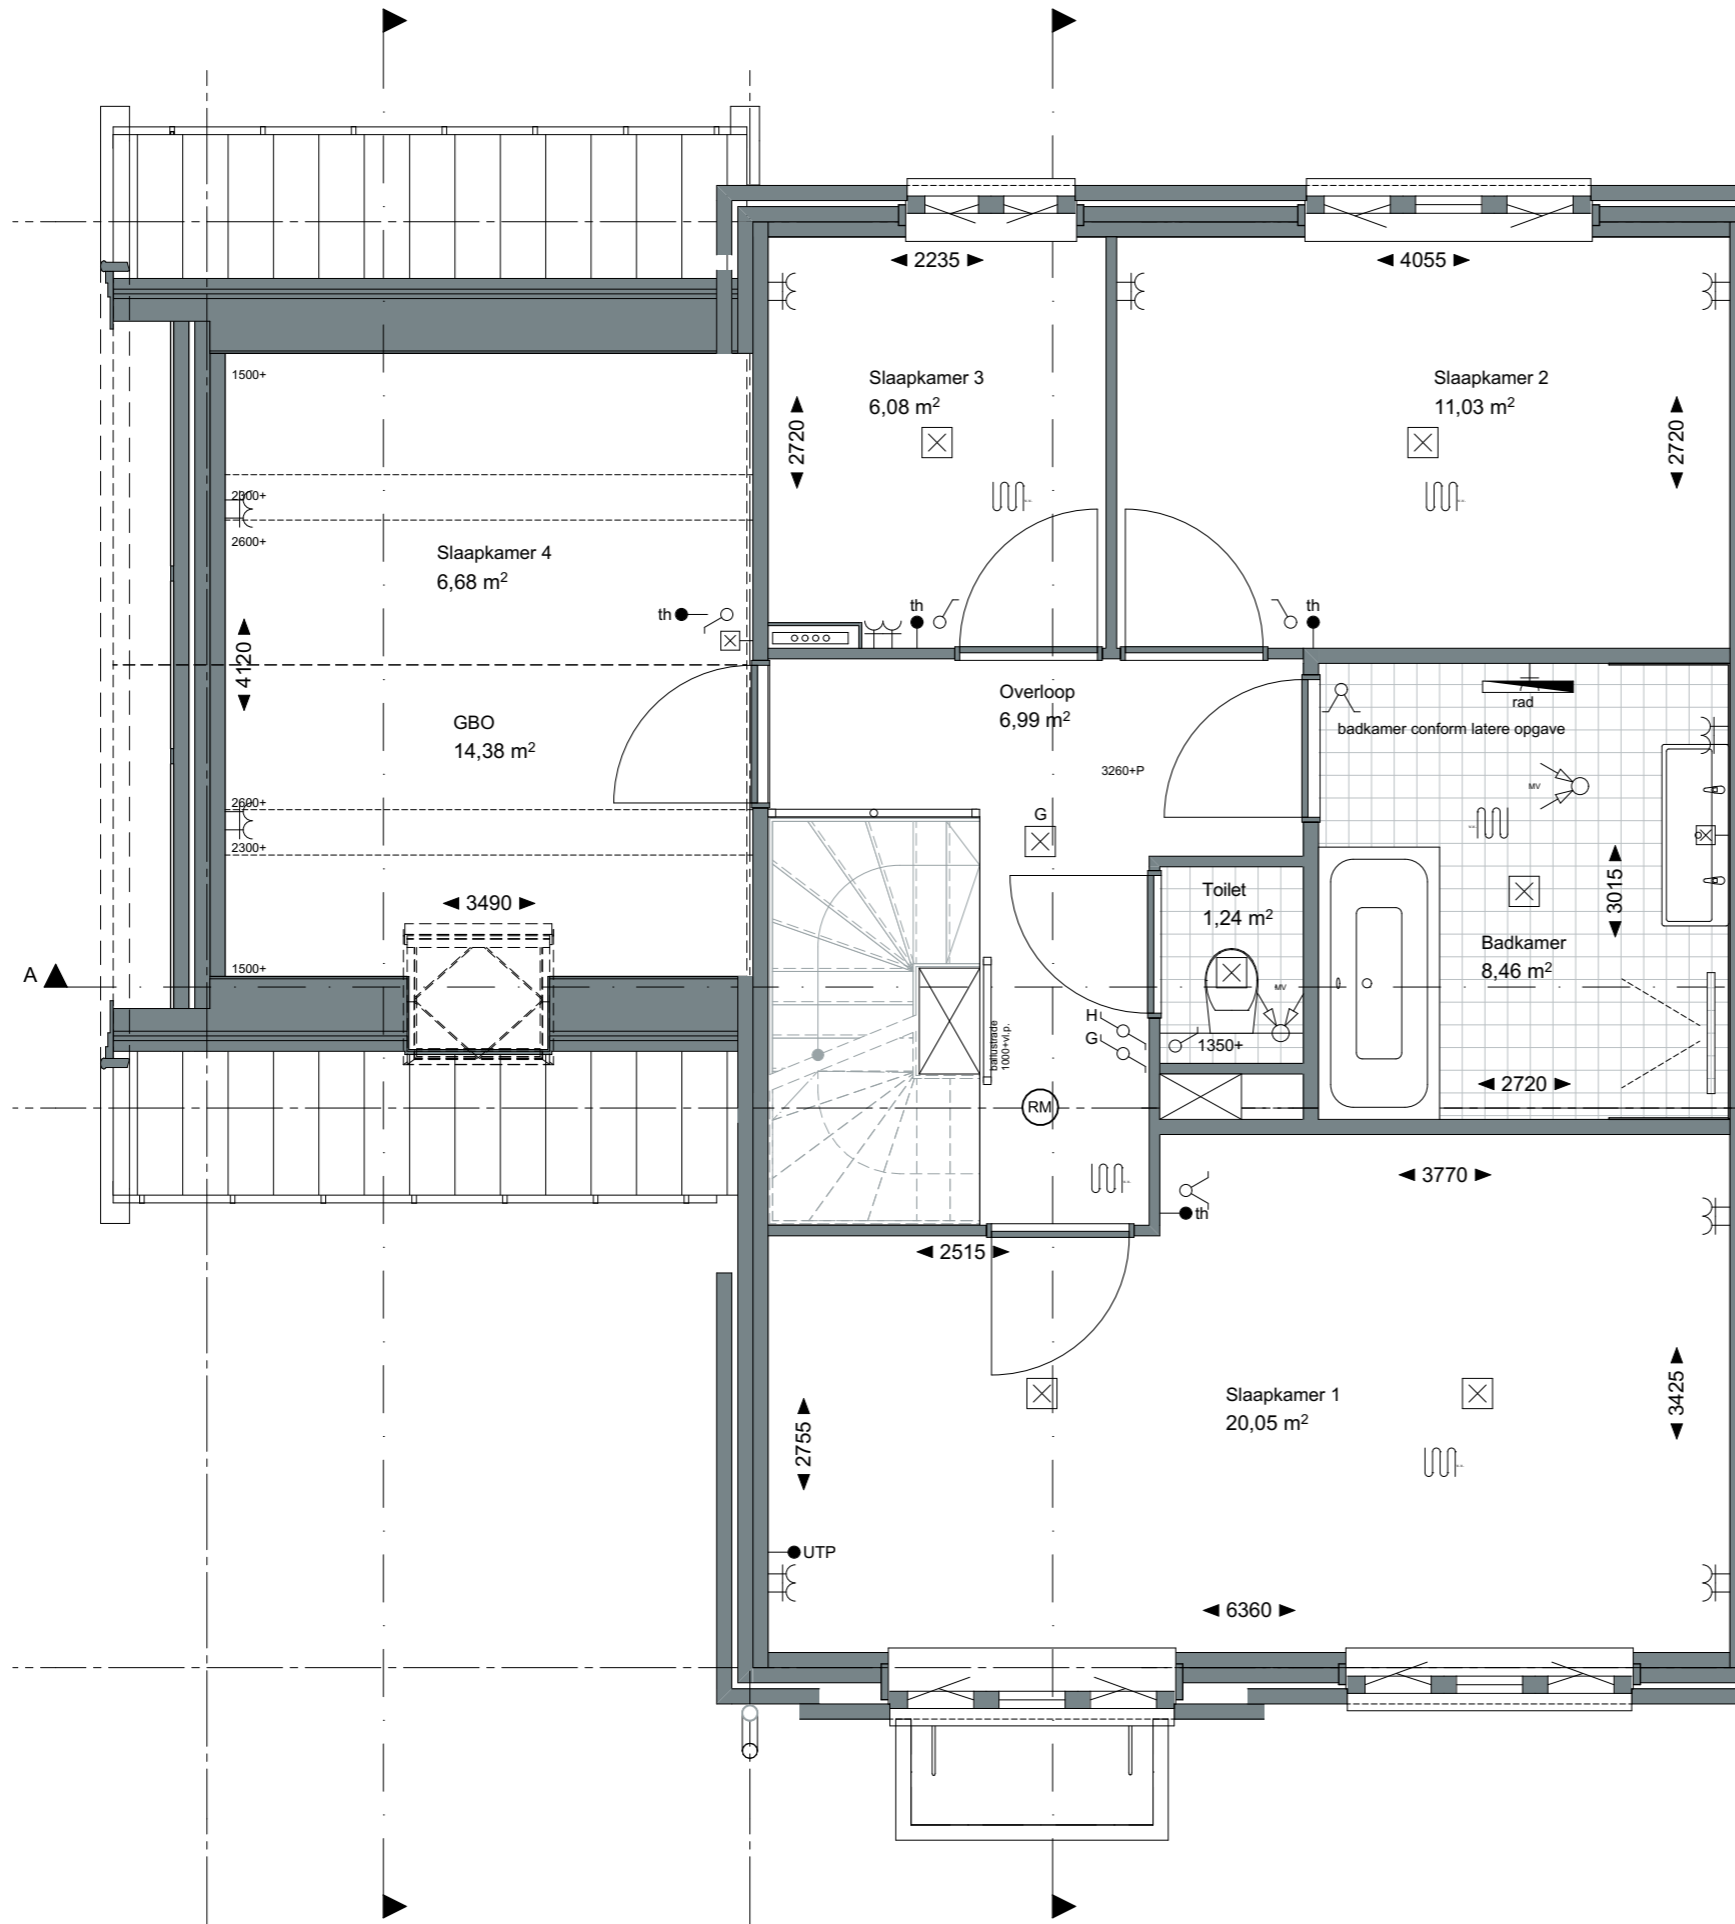 2235
4055
1500+
Slaapkamer 3
6,08 m²
Slaapkamer 2
11,03 m²
2720
2720
2300+
2600+
Slaapkamer 4
6,68 m²
th
th
th
4120
Overloop
6,99 m²
rad
badkamer conform latere opgave
GBO
14,38 m²
3260+P
MV
2600+
2300+
G
Toilet
1,24 m²
3015
3490
Badkamer
8,46 m²
1500+
A
MV
H
G
1350+
ballustrade
1000+vl.p.
2720
RM
3770
th
2515
Slaapkamer 1
20,05 m²
3425
2755
UTP
6360